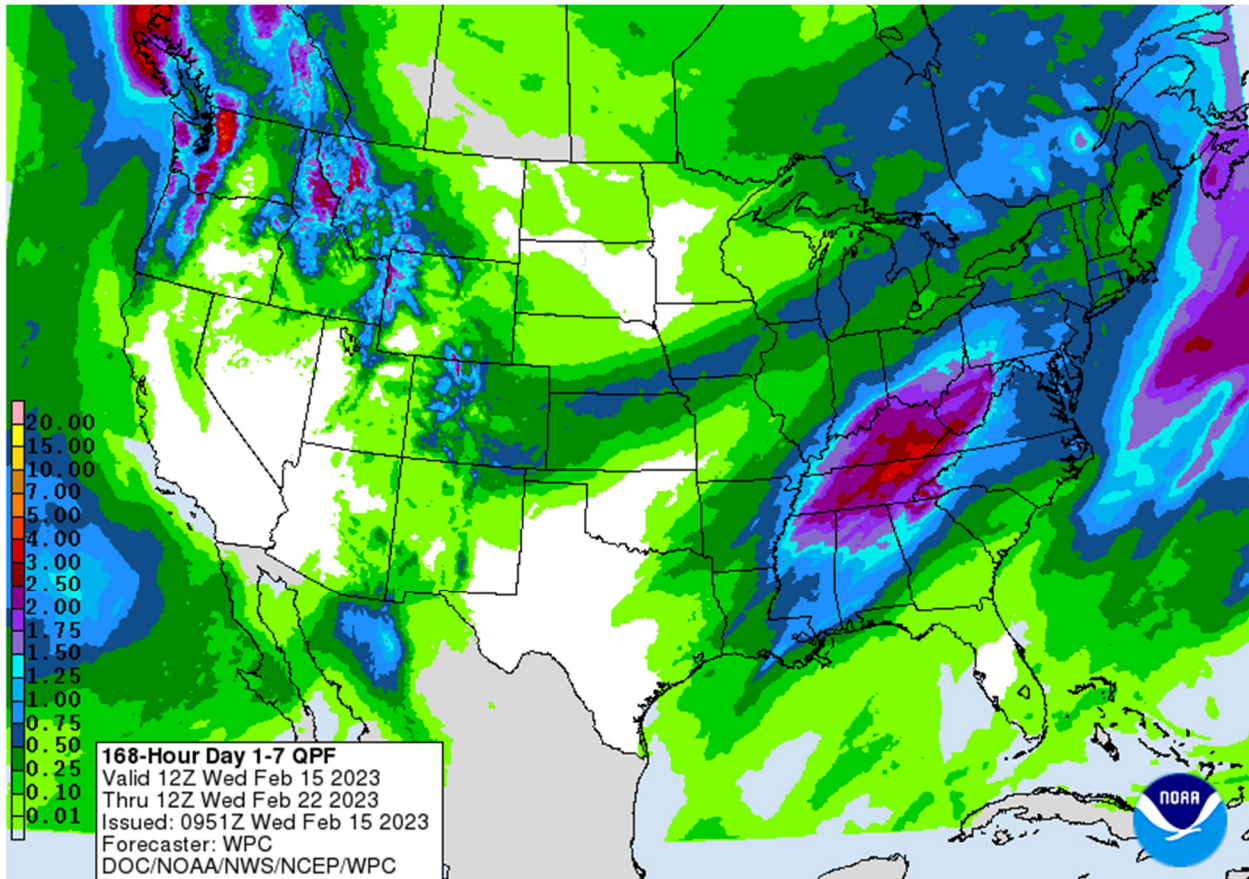 20.00
15.00
10.00
7.00
5.00
4.00
3.00
2.50
2.00
1.75
1.50
1.25
1.00
0.75
0.50
0.25
0.10
0.01
168-Hour Day 1-7 QPF
Valid 12Z Wed Feb 15 2023
Thru 12Z Wed Feb 22 2023
Issued: 0951Z Wed Feb 15 2023
Forecaster: WPC
DOC/NOAA/NWS/NCEP/WPC
NOAA